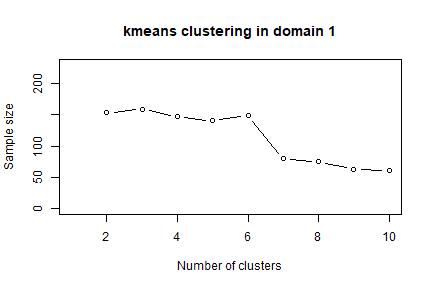 kmeans clustering in domain 1
Sample size
200
100
50
0
2 4 6 8 10
Number of clusters